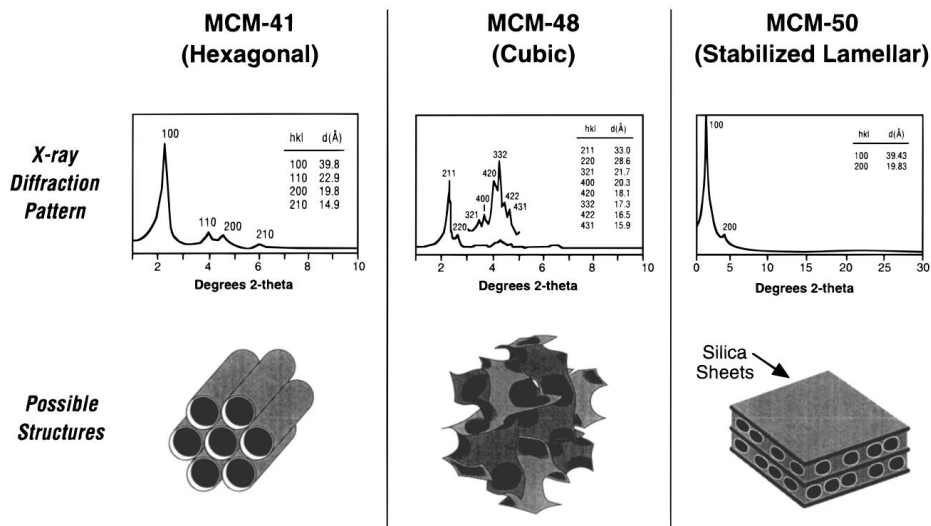 MCM-41
(Hexagonal)
MCM-48
(Cubic)
MCM-50
(Stabilized Lamellar)
X-ray
Diffraction
Pattern
100
110
200
210
hkl d(Å)
100 39.8
110 22.9
200 19.8
210 14.9
2 4 6 8 10
Degrees 2-theta
211
220
321
400
420
332
422
431
hkl d(Å)
211 33.0
220 28.6
321 21.7
400 20.3
420 18.1
332 17.3
422 16.5
431 15.9
2 4 6 8 10
Degrees 2-theta
100
200
hkl d(Å)
100 39.43
200 19.83
0 5 10 15 20 25 30
Degrees 2-theta
Possible
Structures
Silica
Sheets